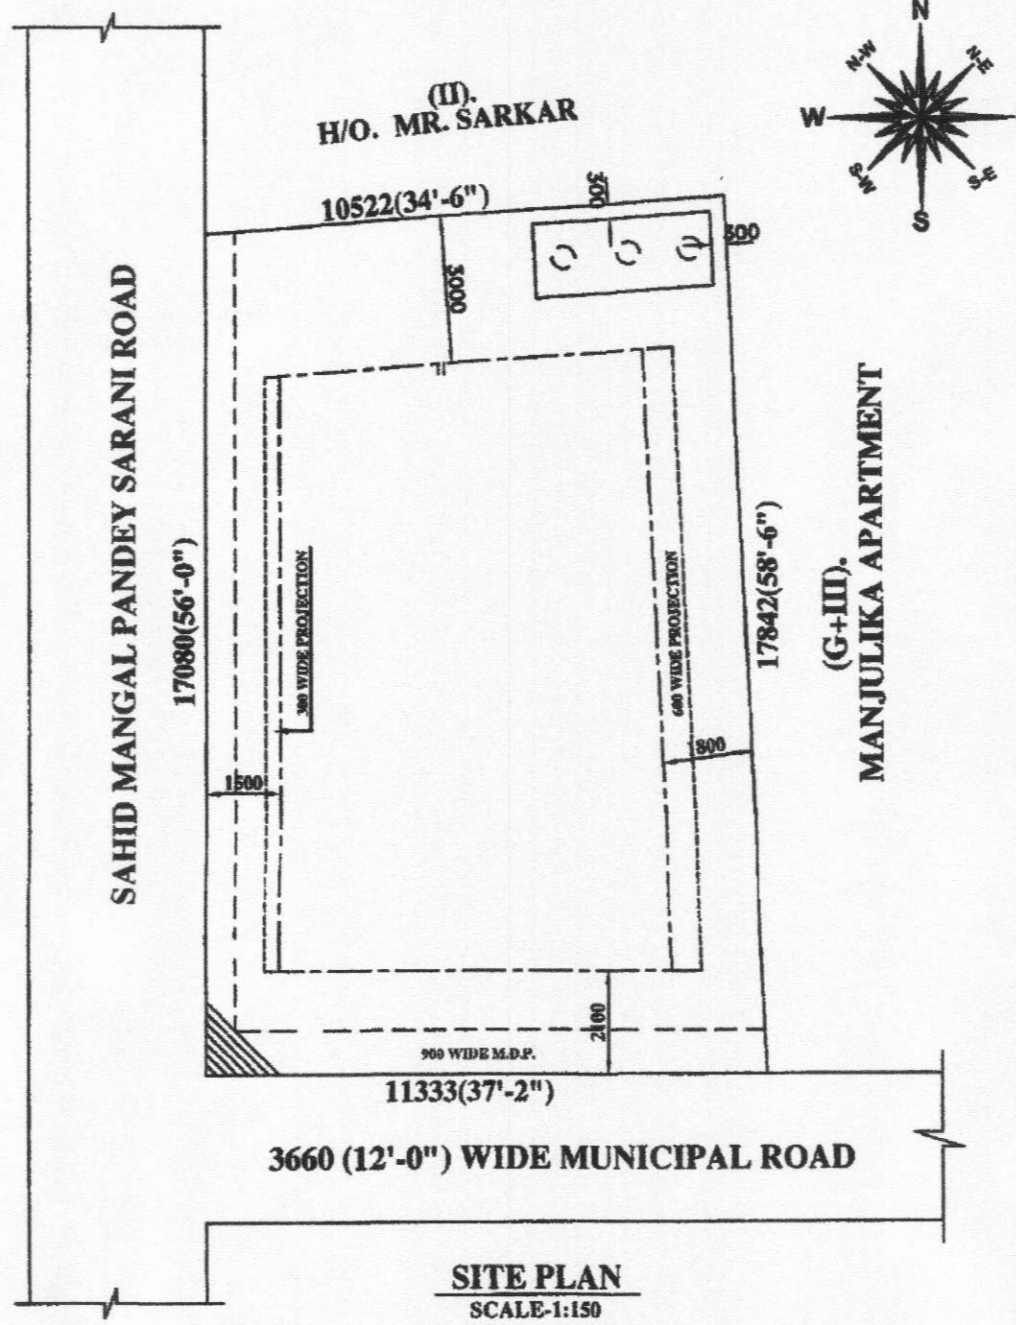 N
N-W
N-E
W
S-W
S-E
S
(II).
H/O. MR. SARKAR
10522(34'-6")
300
300
3000
SAHID MANGAL PANDEY SARANI ROAD
17080(56'-0")
300 WIDE PROJECTION
600 WIDE PROJECTION
17842(58'-6")
(G+III).
MANJULIKA APARTMENT
1500
1800
2100
900 WIDE M.D.P.
11333(37'-2")
3660 (12'-0") WIDE MUNICIPAL ROAD
SITE PLAN
SCALE-1:150